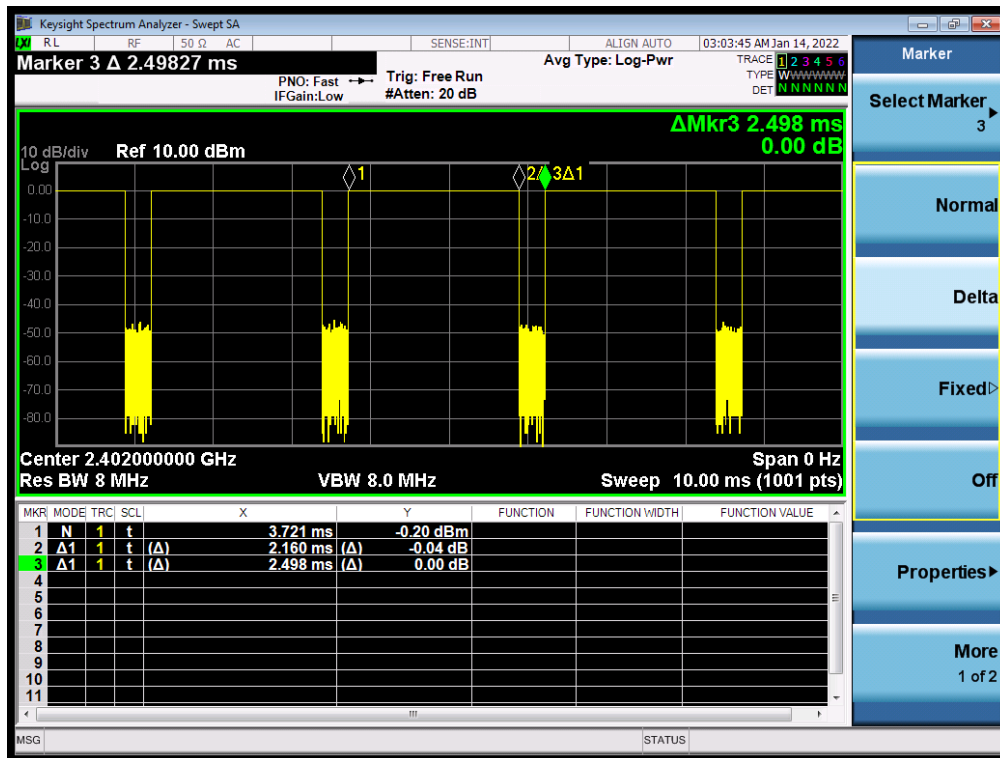 Keysight Spectrum Analyzer - Swept SA
LXI RL RF 50 Ω AC SENSE:INT ALIGN AUTO 03:03:45 AM Jan 14, 2022
Marker 3 Δ 2.49827 ms
PNO: Fast
IFGain:Low
Trig: Free Run
#Atten: 20 dB
Avg Type: Log-Pwr
TRACE 1 2 3 4 5 6
TYPE WWWWWWW
DET N N N N N N
ΔMkr3 2.498 ms
0.00 dB
10 dB/div Ref 10.00 dBm
Log
1 2Δ 3Δ1
0.00
-10.0
-20.0
-30.0
-40.0
-50.0
-60.0
-70.0
-80.0
Center 2.402000000 GHz Span 0 Hz
Res BW 8 MHz VBW 8.0 MHz Sweep 10.00 ms (1001 pts)
MKR MODE TRC SCL X Y FUNCTION FUNCTION WIDTH FUNCTION VALUE
1 N 1 t 3.721 ms -0.20 dBm
2 Δ1 1 t (Δ) 2.160 ms (Δ) -0.04 dB
3 Δ1 1 t (Δ) 2.498 ms (Δ) 0.00 dB
4
5
6
7
8
9
10
11
MSG STATUS
Marker
Select Marker
3
Normal
Delta
Fixed
Off
Properties
More
1 of 2